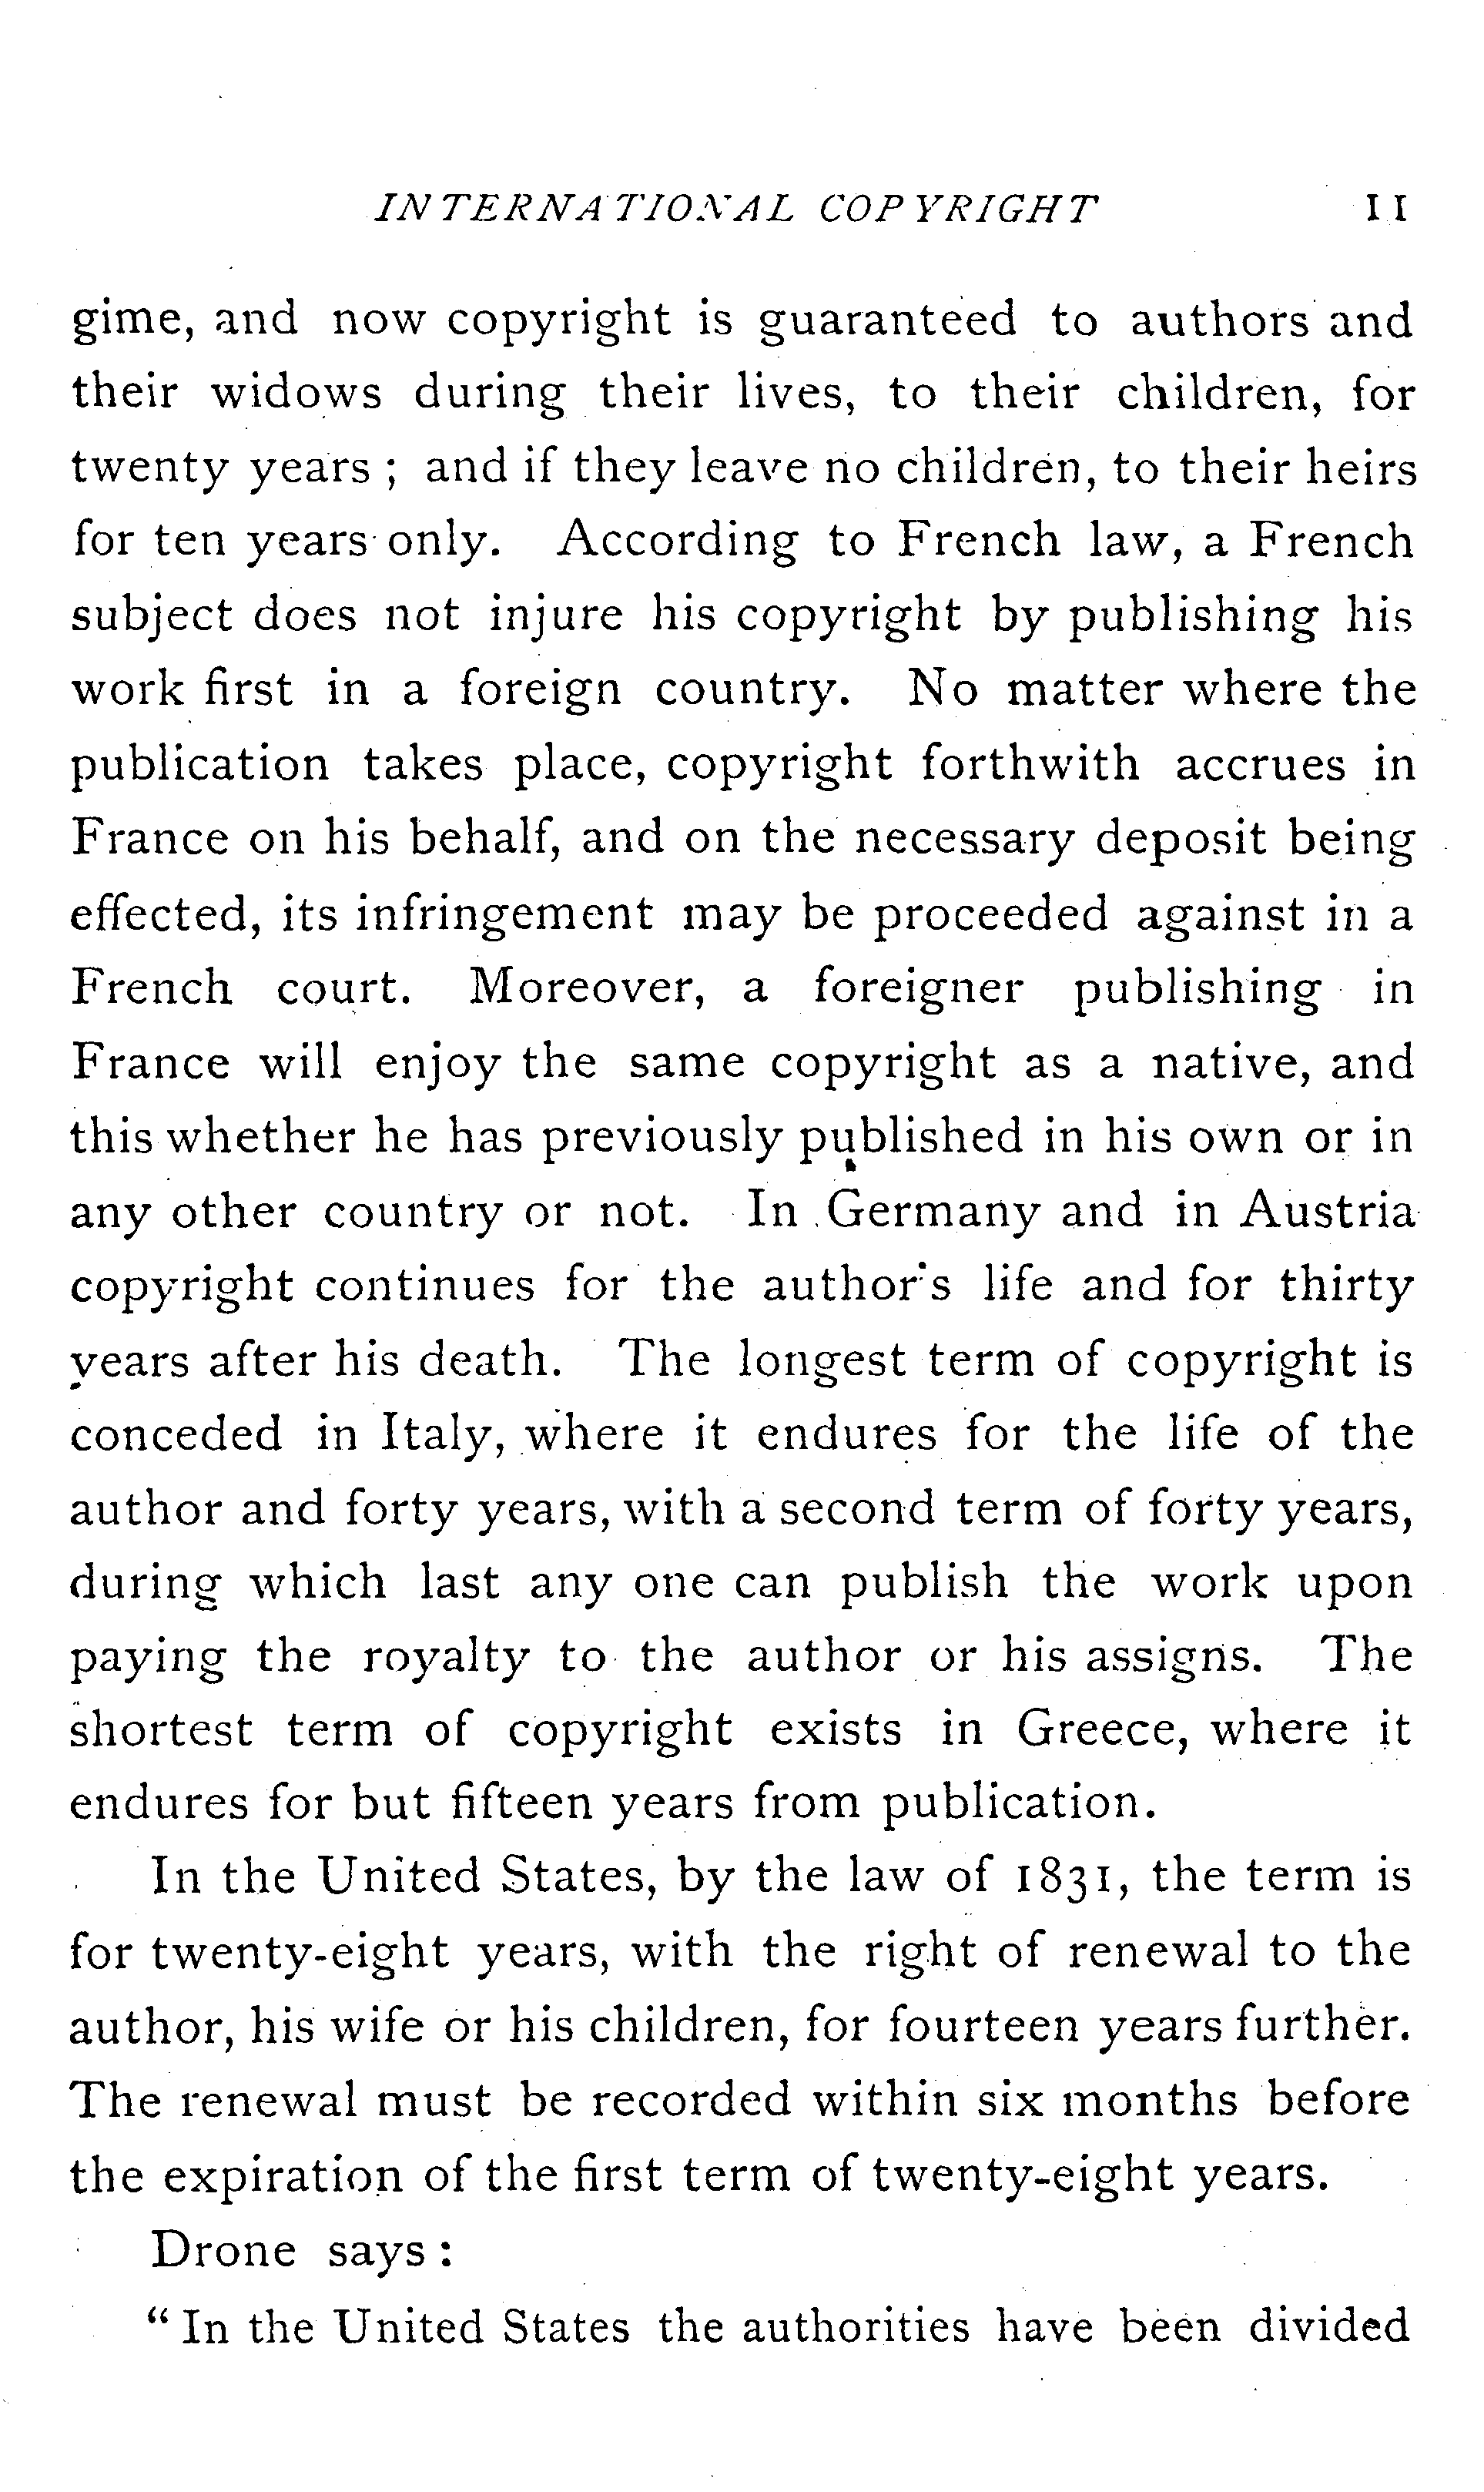 INTERNATIONAL COPYRIGHT 11
gime, and now copyright is guaranteed to authors and
their widows during their lives, to their children, for
twenty years ; and if they leave no children, to their heirs
for ten years only. According to French law, a French
subject does not injure his copyright by publishing his
work first in a foreign country. No matter where the
publication takes place, copyright forthwith accrues in
France on his behalf, and on the necessary deposit being
effected, its infringement may be proceeded against in a
French court. Moreover, a foreigner publishing in
France will enjoy the same copyright as a native, and
this whether he has previously published in his own or in
any other country or not. In Germany and in Austria
copyright continues for the author's life and for thirty
years after his death. The longest term of copyright is
conceded in Italy, where it endures for the life of the
author and forty years, with a second term of forty years,
during which last any one can publish the work upon
paying the royalty to the author or his assigns. The
shortest term of copyright exists in Greece, where it
endures for but fifteen years from publication.
In the United States, by the law of 1831, the term is
for twenty-eight years, with the right of renewal to the
author, his wife or his children, for fourteen years further.
The renewal must be recorded within six months before
the expiration of the first term of twenty-eight years.
Drone says :
“ In the United States the authorities have been divided